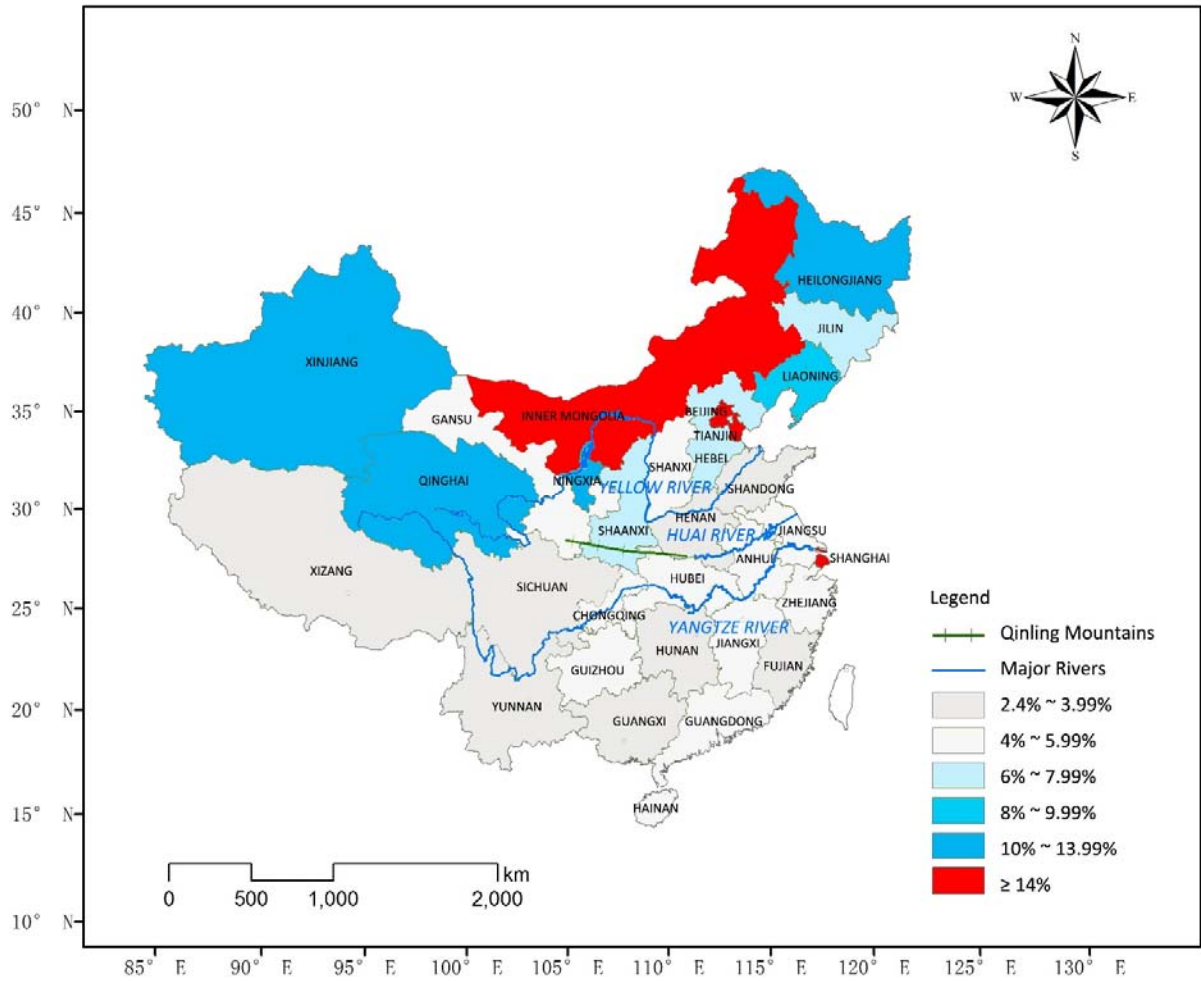 N
W E
S
50° N
45° N
40° N
35° N
30° N
25° N
20° N
15° N
10° N
HEILONGJIANG
JILIN
XINJIANG
LIAONING
GANSU
INNER MONGOLIA
BEIJING
TIANJIN
HEBEI
SHANXI
QINGHAI
NINGXIA
YELLOW RIVER
SHANDONG
HENAN
SHAANXI
HUAI RIVER
JIANGSU
ANHUI
SHANGHAI
XIZANG
SICHUAN
HUBEI
ZHEJIANG
CHONGQING
YANGTZE RIVER
JIANGXI
HUNAN
FUJIAN
GUIZHOU
YUNNAN
GUANGXI
GUANGDONG
HAINAN
Legend
Qinling Mountains
Major Rivers
2.4% ~ 3.99%
4% ~ 5.99%
6% ~ 7.99%
8% ~ 9.99%
10% ~ 13.99%
≥ 14%
km
0 500 1,000 2,000
85° E 90° E 95° E 100° E 105° E 110° E 115° E 120° E 125° E 130° E